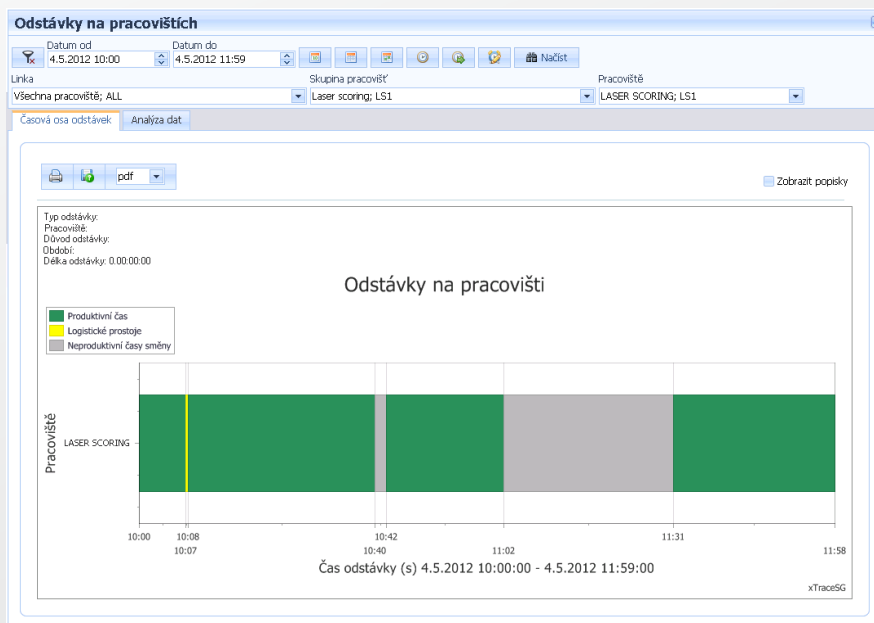 Odstávky na pracovištích
Datum od
Datum do
4.5.2012 10:00
4.5.2012 11:59
Načíst
Linka
Skupina pracovišť
Pracoviště
Všechna pracoviště; ALL
Laser scoring; LS1
LASER SCORING; LS1
Časová osa odstávek
Analýza dat
pdf
Zobrazit popisky
Typ odstávky:
Pracoviště:
Důvod odstávky:
Období:
Délka odstávky: 0.00:00:00
Odstávky na pracovišti
Produktivní čas
Logistické prostoje
Neproduktivní časy směny
Pracoviště
LASER SCORING
10:00
10:08
10:42
11:31
10:07
10:40
11:02
11:58
Čas odstávky (s) 4.5.2012 10:00:00 - 4.5.2012 11:59:00
xTraceSG